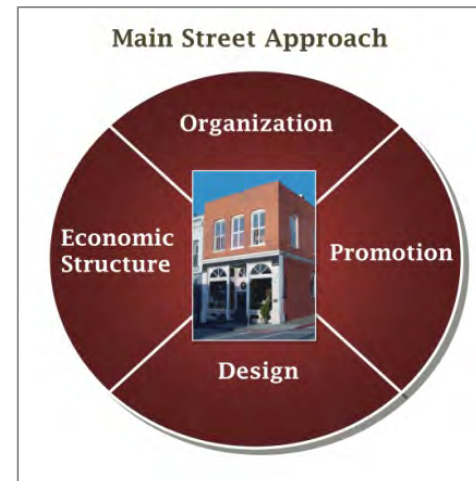 Main Street Approach
Organization
Economic
Structure
Promotion
Design